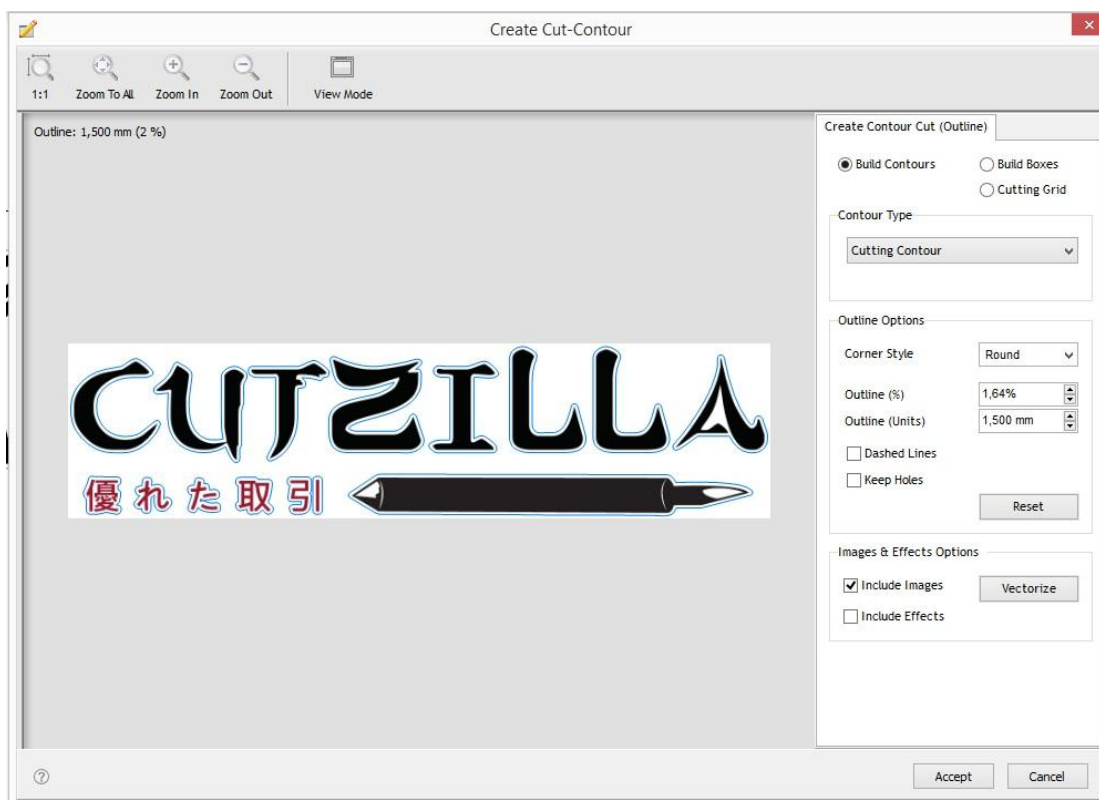 Create Cut-Contour
1:1 Zoom To All Zoom In Zoom Out View Mode
Outline: 1,500 mm (2 %)
CUTZILLA
優れた取引
Create Contour Cut (Outline)
Build Contours Build Boxes
Cutting Grid
Contour Type
Cutting Contour
Outline Options
Corner Style Round
Outline (%) 1,64%
Outline (Units) 1,500 mm
Dashed Lines
Keep Holes
Reset
Images & Effects Options
Include Images Vectorize
Include Effects
Accept Cancel